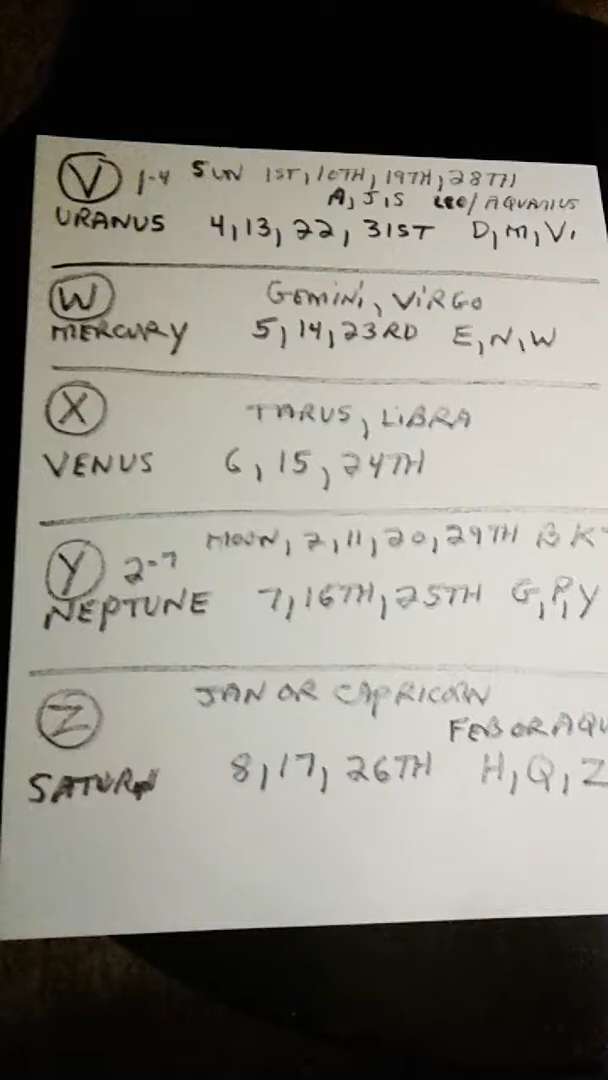 V 1-4 SUN 1ST, 10TH, 19TH, 28TH
A, J, S LEO/AQUARIUS
URANUS 4, 13, 22, 31ST D, M, V,
W GEMINI, VIRGO
MERCURY 5, 14, 23RD E, N, W
X TARUS, LIBRA
VENUS 6, 15, 24TH
MOON, 2, 11, 20, 29TH B K
Y 2-7
NEPTUNE 7, 16TH, 25TH G, P, Y
JAN OR CAPRICORN
Z FEB OR AQU
SATURN 8, 17, 26TH H, Q, Z